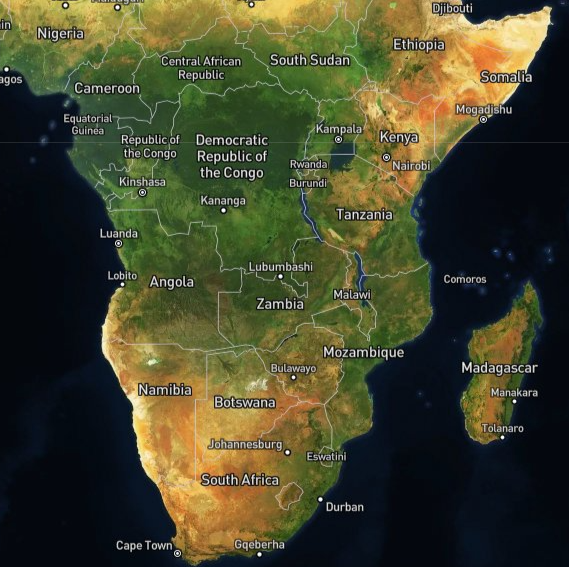 Djibouti
Nigeria
Ethiopia
Central African
Republic
South Sudan
Somalia
Cameroon
Mogadishu
Equatorial
Guinea
Kampala
Republic of
the Congo
Democratic
Republic of
the Congo
Kenya
Rwanda
Nairobi
Kinshasa
Burundi
Kananga
Tanzania
Luanda
Lubumbashi
Lobito
Angola
Comoros
Malawi
Zambia
Mozambique
Bulawayo
Madagascar
Namibia
Manakara
Botswana
Tolanaro
Johannesburg
Eswatini
South Africa
Durban
Cape Town
Gqeberha